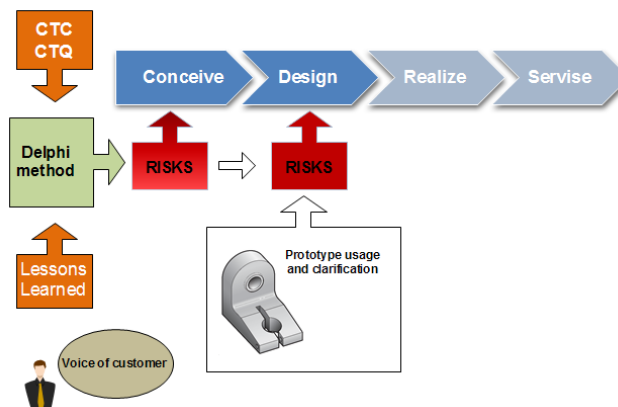 CTC
CTQ
Conceive
Design
Realize
Servise
Delphi
method
RISKS
RISKS
Lessons
Learned
Prototype usage
and clarification
Voice of customer